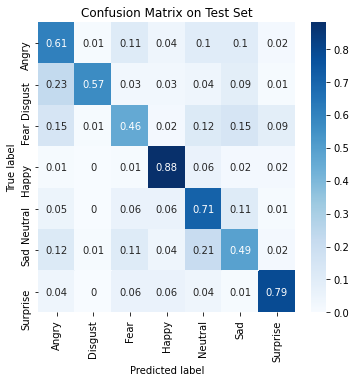 Confusion Matrix on Test Set
True label
Angry 0.61 0.01 0.11 0.04 0.1 0.1 0.02
Disgust 0.23 0.57 0.03 0.03 0.04 0.09 0.01
Fear 0.15 0.01 0.46 0.02 0.12 0.15 0.09
Happy 0.01 0 0.01 0.88 0.06 0.02 0.02
Neutral 0.05 0 0.06 0.06 0.71 0.11 0.01
Sad 0.12 0.01 0.11 0.04 0.21 0.49 0.02
Surprise 0.04 0 0.06 0.06 0.04 0.01 0.79
Angry Disgust Fear Happy Neutral Sad Surprise
Predicted label
0.8
0.7
0.6
0.5
0.4
0.3
0.2
0.1
0.0